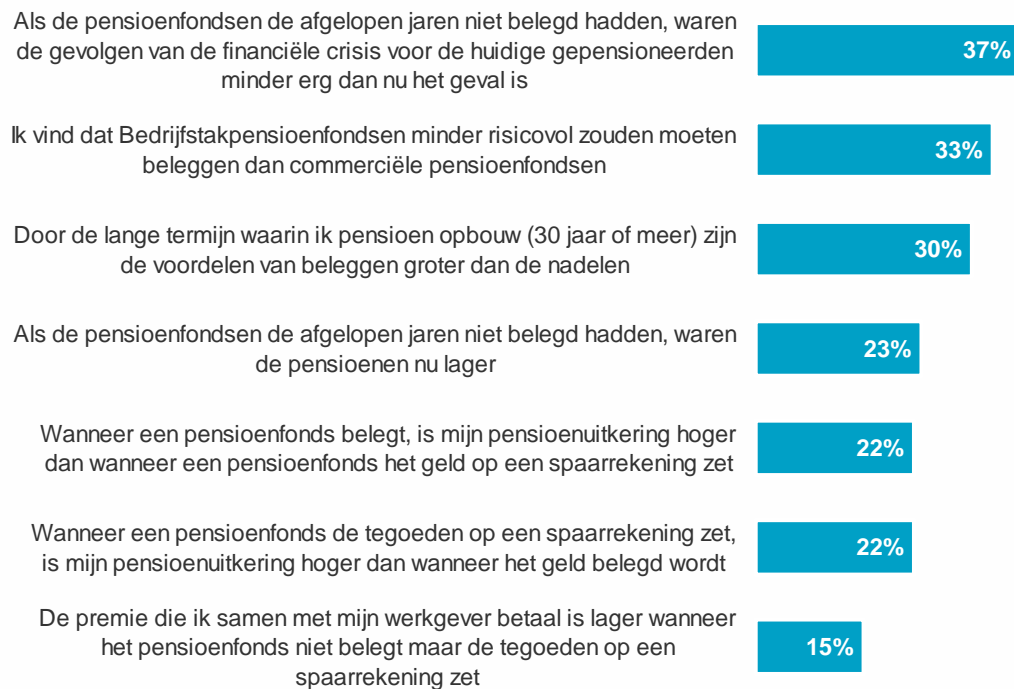 Als de pensioenfondsen de afgelopen jaren niet belegd hadden, waren
de gevolgen van de financiële crisis voor de huidige gepensioneerden
minder erg dan nu het geval is
37%
Ik vind dat Bedrijfstakpensioenfondsen minder risicovol zouden moeten
beleggen dan commerciële pensioenfondsen
33%
Door de lange termijn waarin ik pensioen opbouw (30 jaar of meer) zijn
de voordelen van beleggen groter dan de nadelen
30%
Als de pensioenfondsen de afgelopen jaren niet belegd hadden, waren
de pensioenen nu lager
23%
Wanneer een pensioenfonds belegt, is mijn pensioenuitkering hoger
dan wanneer een pensioenfonds het geld op een spaarrekening zet
22%
Wanneer een pensioenfonds de tegoeden op een spaarrekening zet,
is mijn pensioenuitkering hoger dan wanneer het geld belegd wordt
22%
De premie die ik samen met mijn werkgever betaal is lager wanneer
het pensioenfonds niet belegt maar de tegoeden op een
spaarrekening zet
15%